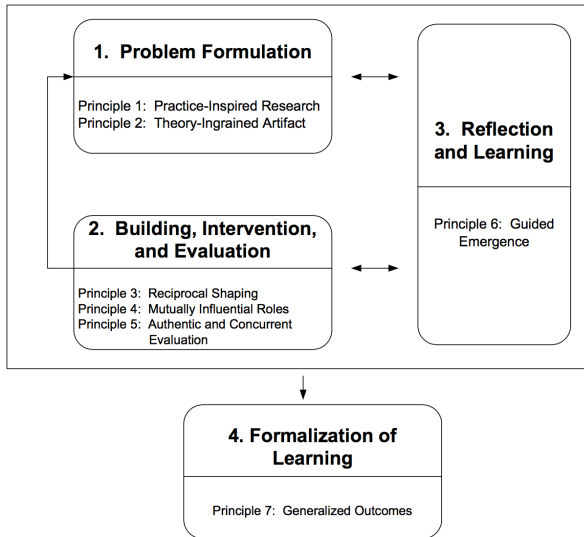 1. Problem Formulation
Principle 1: Practice-Inspired Research
Principle 2: Theory-Ingrained Artifact
2. Building, Intervention,
and Evaluation
Principle 3: Reciprocal Shaping
Principle 4: Mutually Influential Roles
Principle 5: Authentic and Concurrent
Evaluation
3. Reflection
and Learning
Principle 6: Guided
Emergence
4. Formalization of
Learning
Principle 7: Generalized Outcomes